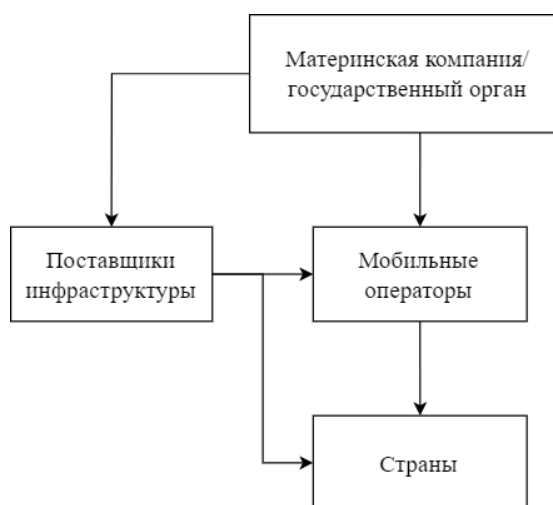 Материнская компания/
государственный орган
Поставщики
инфраструктуры
Мобильные
операторы
Страны